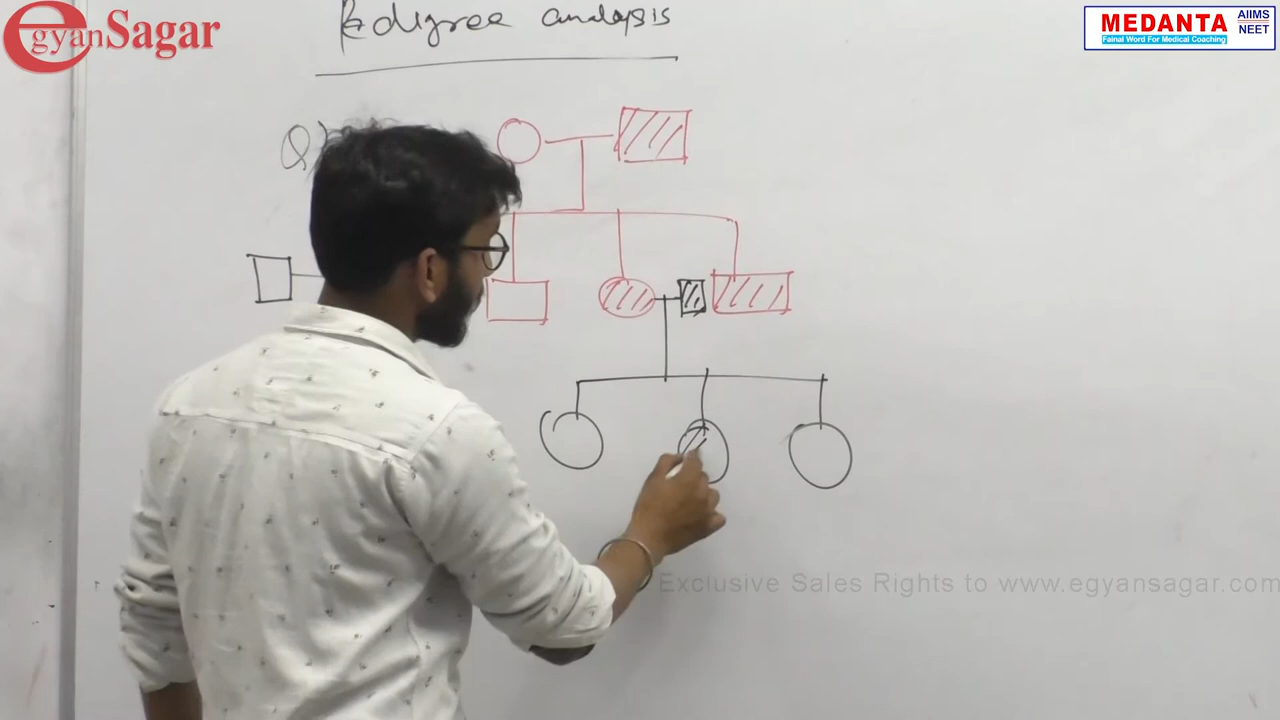 egyanSagar
Pedigree analysis
MEDANTA AIIMS NEET
Fainal Word For Medical Coaching
Q)
Exclusive Sales Rights to www.egyansagar.com